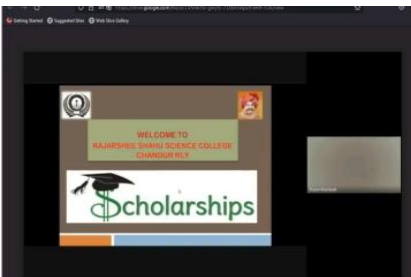 Getting Started Suggested Sites Web Slice Gallery
WELCOME TO
RAJARSHEE SHAHU SCIENCE COLLEGE
CHANDUR RLY
Scholarships